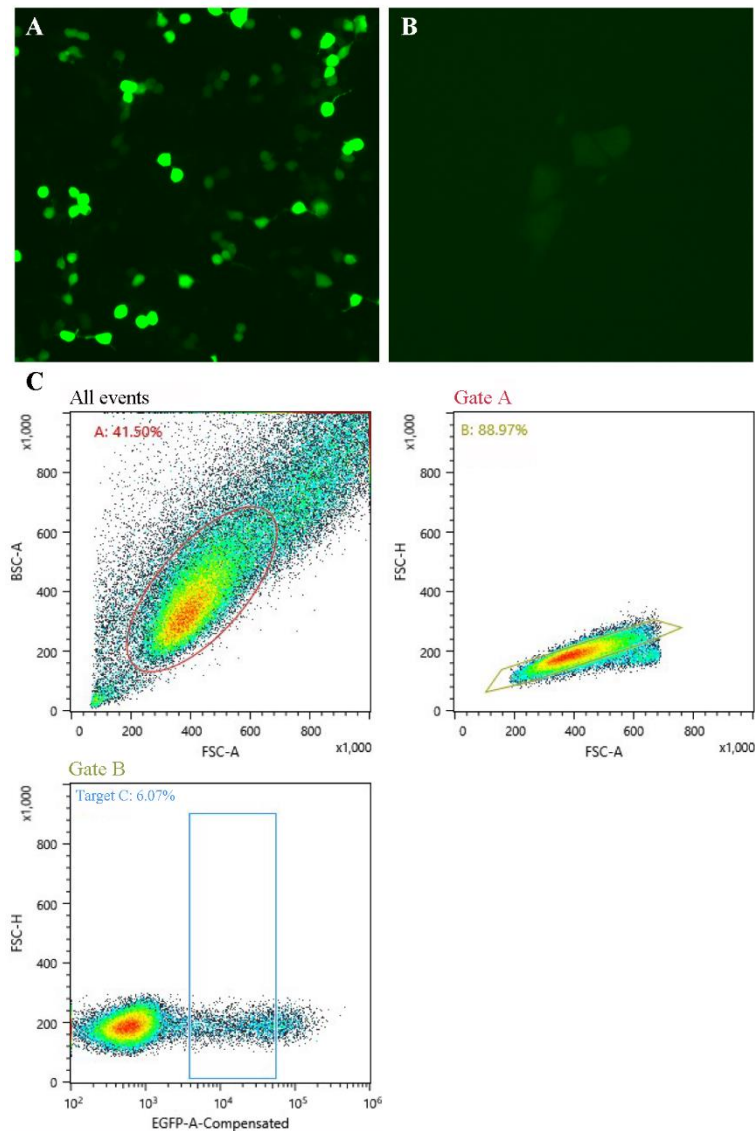 A
B
C
All events
A: 41.50%
x1,000
800
600
400
200
0
BSC-A
0
200
400
600
800
x1,000
FSC-A
Gate A
B: 88.97%
x1,000
800
600
400
200
0
FSC-H
0
200
400
600
800
x1,000
FSC-A
Gate B
Target C: 6.07%
x1,000
800
600
400
200
0
FSC-H
10² 10³ 10⁴ 10⁵ 10⁶
EGFP-A-Compensated